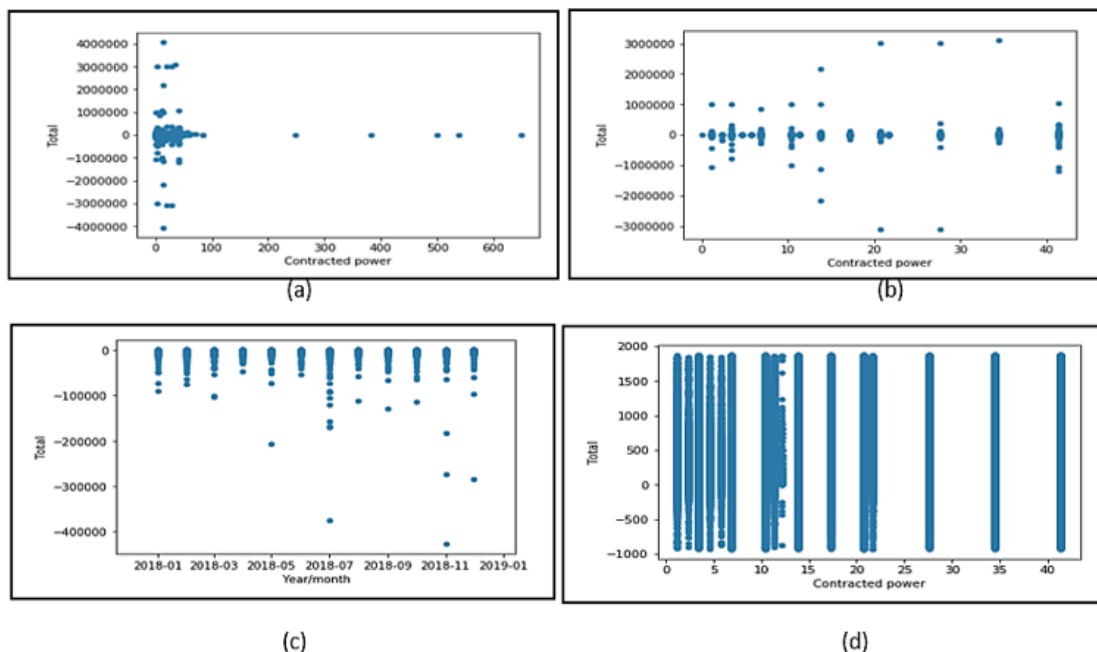 4000000
3000000
2000000
1000000
0
−1000000
−2000000
−3000000
−4000000
Total
0 100 200 300 400 500 600
Contracted power
(a)
3000000
2000000
1000000
0
−1000000
−2000000
−3000000
Total
0 10 20 30 40
Contracted power
(b)
0
−100000
−200000
−300000
−400000
Total
2018-01 2018-03 2018-05 2018-07 2018-09 2018-11 2019-01
Year/month
(c)
2000
1500
1000
500
0
−500
−1000
Total
0 5 10 15 20 25 30 35 40
Contracted power
(d)